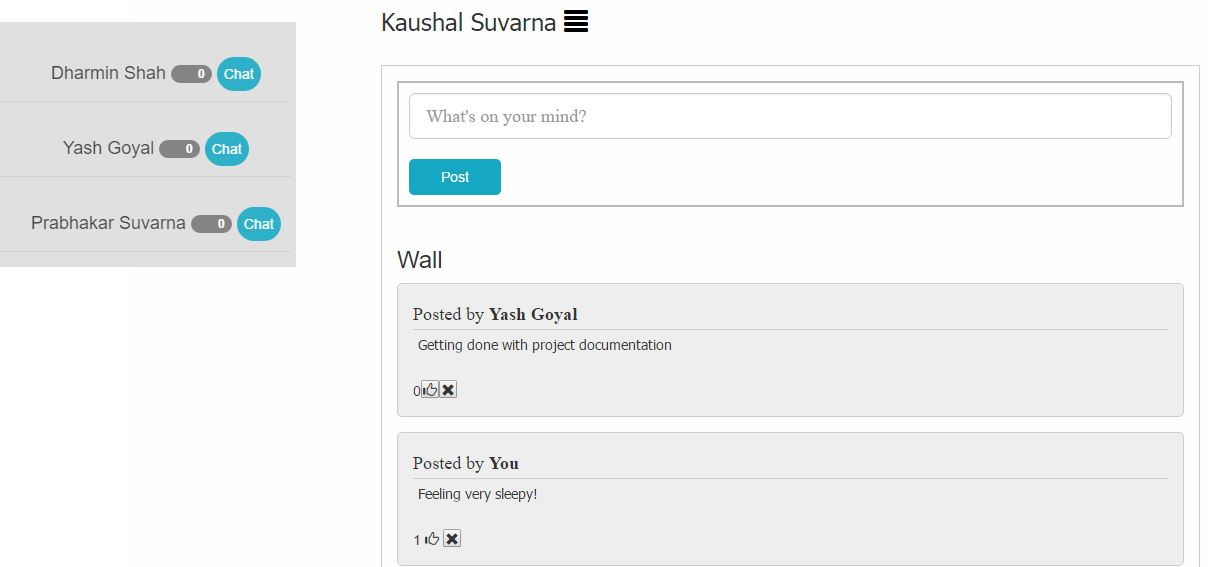 Kaushal Suvarna
Dharmin Shah 0 Chat
Yash Goyal 0 Chat
Prabhakar Suvarna 0 Chat
What's on your mind?
Post
Wall
Posted by Yash Goyal
Getting done with project documentation
0
Posted by You
Feeling very sleepy!
1